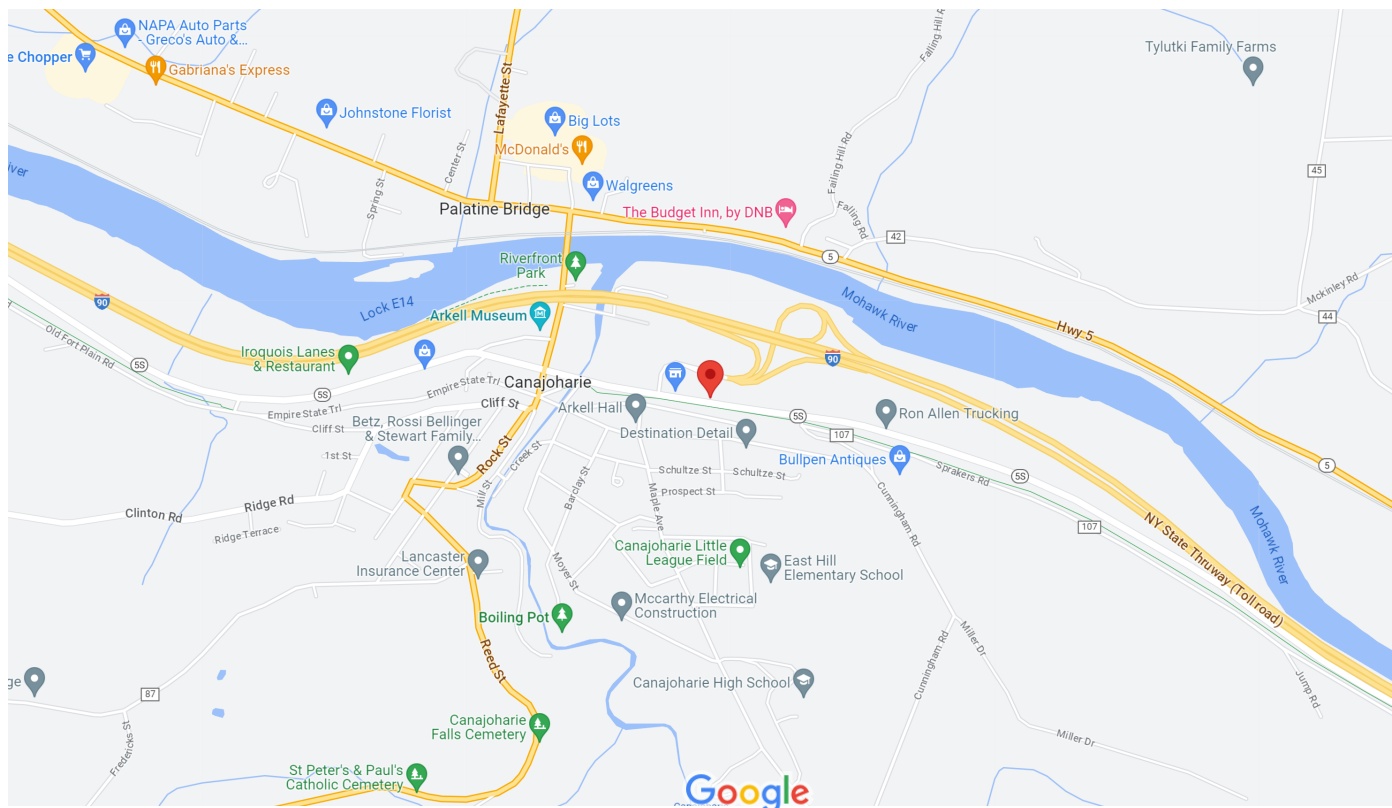 NAPA Auto Parts
- Greco's Auto &...
e Chopper
Gabriana's Express
Tylutki Family Farms
Falling Hill R
Lafayette St
Johnstone Florist
Big Lots
McDonald's
Center St
Failing Hill Rd
45
iver
Spring St
Walgreens
Palatine Bridge
The Budget Inn, by DNB
Falling Rd
42
5
Riverfront
Park
Mckinley Rd
90
Lock E14
Mohawk River
44
Arkell Museum
Hwy 5
Old Fort Plain Rd
Iroquois Lanes
& Restaurant
90
5S
Empire State Trl
Canajoharie
5S
Cliff St
Empire State Trl
Arkell Hall
5S
Ron Allen Trucking
Betz, Rossi Bellinger
& Stewart Family...
Cliff St
Destination Detail
107
1st St
Rock St
Creek St
Bullpen Antiques
5
Schultze St
Schultze St
Sprakers Rd
5S
Mill St
Barclay St
Maple Ave
Prospect St
Cunningham Rd
Ridge Rd
Clinton Rd
107
NY State Thruway (Toll road)
Mohawk River
Ridge Terrace
Canajoharie Little
League Field
Lancaster
Insurance Center
Moyer St
East Hill
Elementary School
Mccarthy Electrical
Construction
Boiling Pot
Miller Dr
Reed St
Cunningham Rd
ge
87
Canajoharie High School
Jump Rd
Fredericks St
Canajoharie
Falls Cemetery
Miller Dr
St Peter's & Paul's
Catholic Cemetery
Google